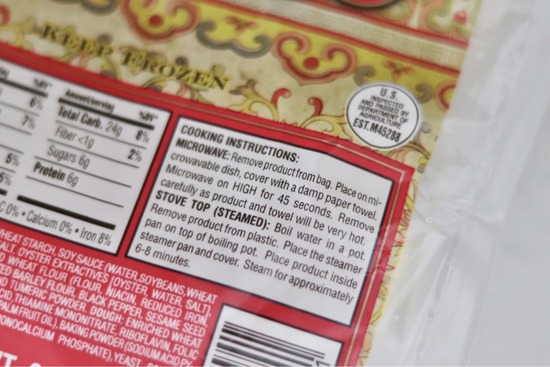 KEEP FROZEN
U.S.
INSPECTED
AND PASSED BY
DEPARTMENT OF
AGRICULTURE
EST.M45288
Amount/serving %DV*
Total Carb. 24g 8%
Fiber <1g 2%
Sugars 6g
Protein 6g
6%
7%
5%
C 0% • Calcium 0% • Iron 8%
COOKING INSTRUCTIONS:
MICROWAVE: Remove product from bag. Place on mi-
crowavable dish, cover with a damp paper towel.
Microwave on HIGH for 45 seconds. Remove
carefully as product and towel will be very hot.
STOVE TOP (STEAMED): Boil water in a pot.
Remove product from plastic. Place the steamer
pan on top of boiling pot. Place product inside
steamer pan and cover. Steam for approximately
6-8 minutes.
WHEAT STARCH, SOY SAUCE (WATER, SOYBEANS, WHEAT
SALT, OYSTER EXTRACTIVES (OYSTER, WATER, SALT),
WHEAT FLOUR (FLOUR, NIACIN, REDUCED IRON,
BARLEY FLOUR, BLACK PEPPER, SESAME SEED
TURMERIC POWDER, DOUGH: ENRICHED WHEAT
THIAMINE MONONITRATE, RIBOFLAVIN, FOLIC
PALM FRUIT OIL), BAKING POWDER (SODIUM ACID PY
MONOCALCIUM PHOSPHATE), YEAST,